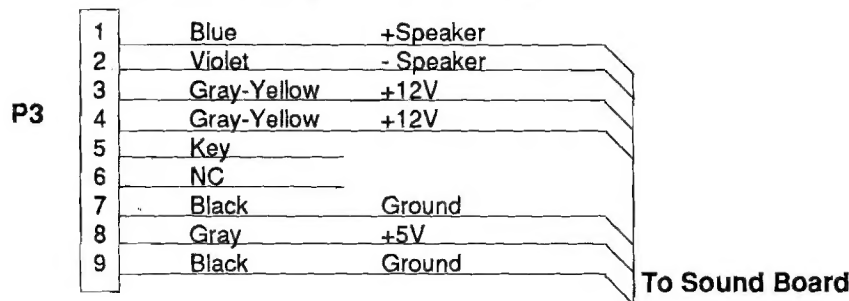 1 Blue +Speaker
2 Violet - Speaker
3 Gray-Yellow +12V
P3
4 Gray-Yellow +12V
5 Key
6 NC
7 Black Ground
8 Gray +5V
9 Black Ground
To Sound Board